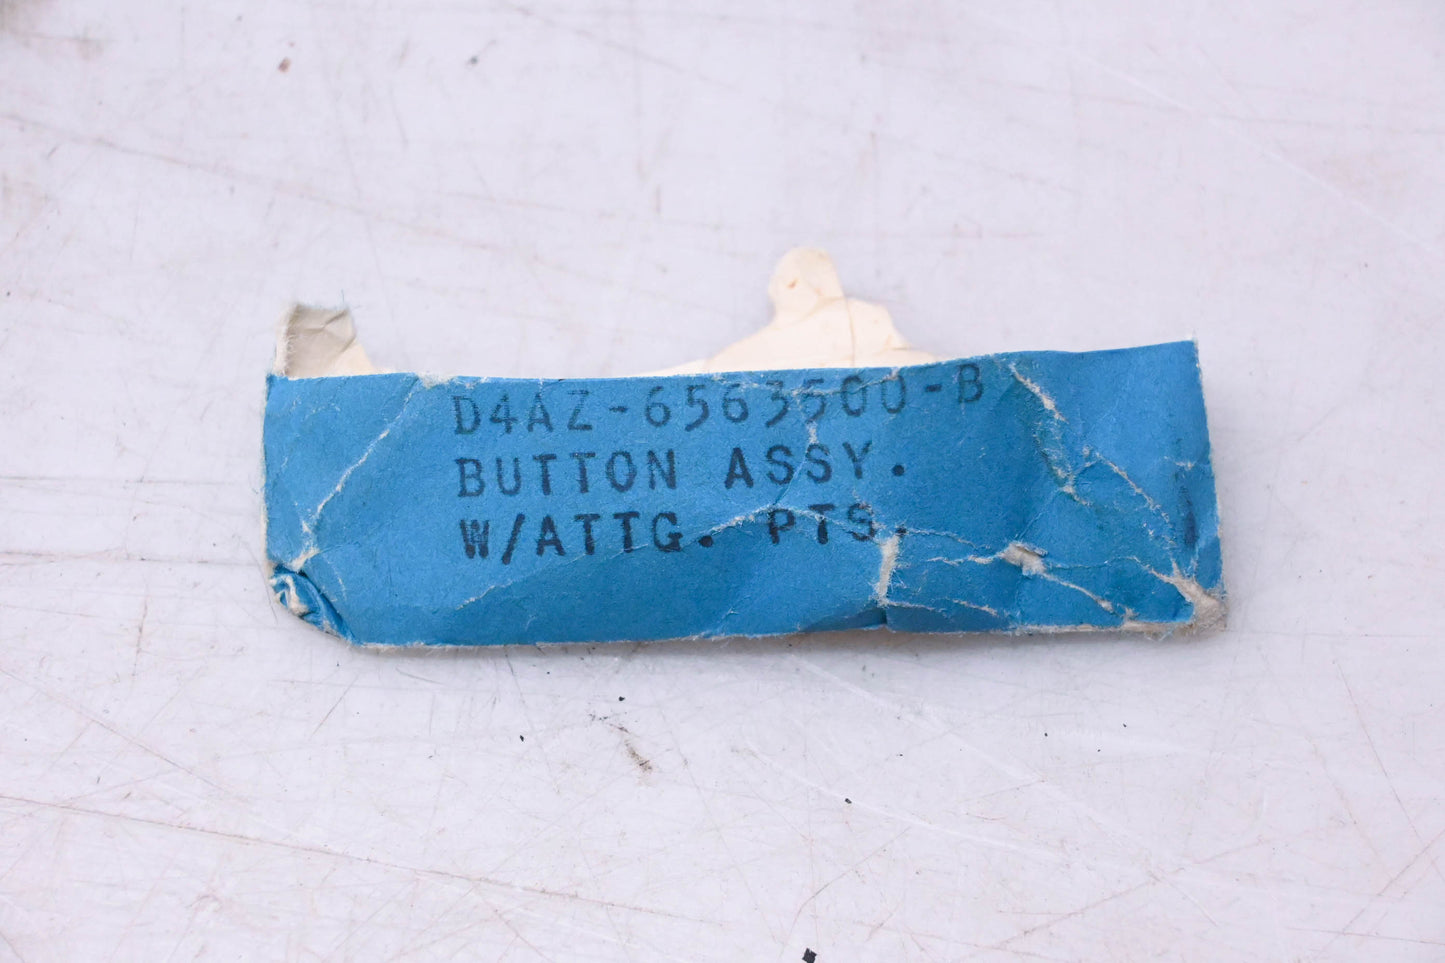 D4AZ-6563600-B
BUTTON ASSY.
W/ATTG. PTS.